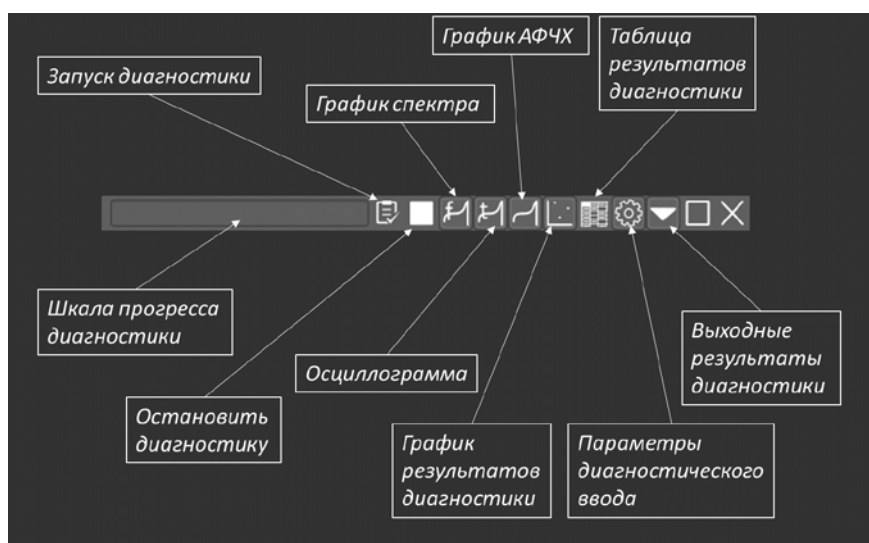 График АФЧХ
Таблица
результатов
диагностики
Запуск диагностики
График спектра
Шкала прогресса
диагностики
Осциллограмма
Остановить
диагностику
График
результатов
диагностики
Параметры
диагностического
ввода
Выходные
результаты
диагностики